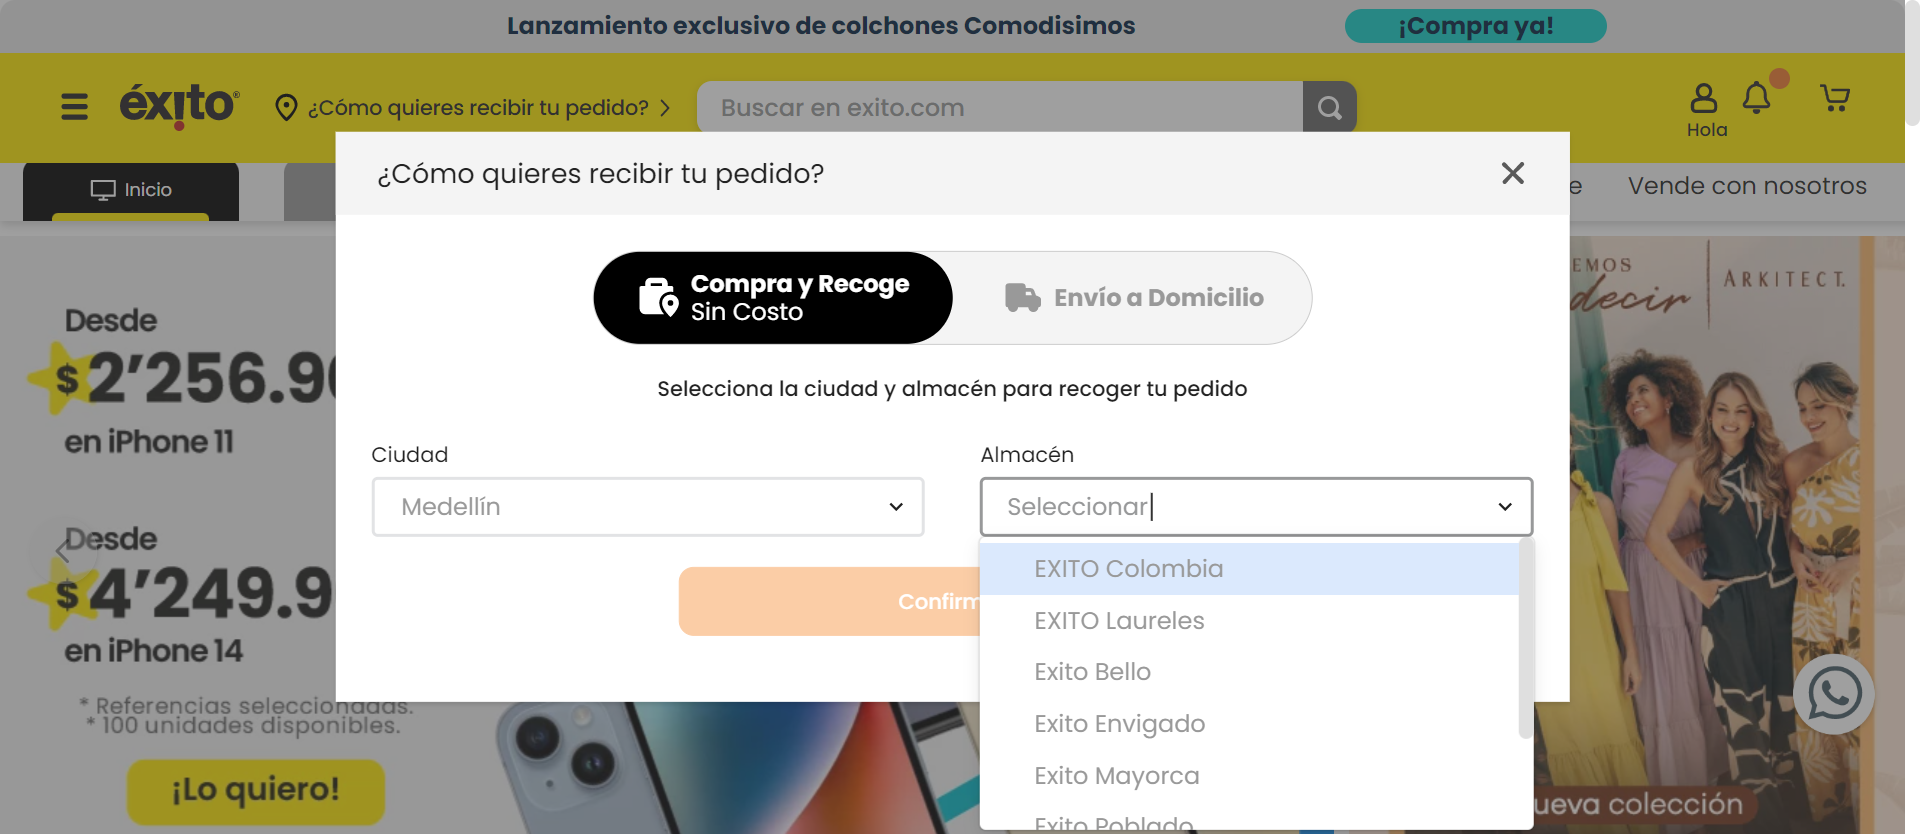 Lanzamiento exclusivo de colchones Comodisimos
¡Compra ya!
éxito
¿Cómo quieres recibir tu pedido?
Buscar en exito.com
Hola
Inicio
Vende con nosotros
¿Cómo quieres recibir tu pedido?
Compra y Recoge
Sin Costo
Envío a Domicilio
Selecciona la ciudad y almacén para recoger tu pedido
Ciudad
Almacén
Medellín
Seleccionar
EXITO Colombia
EXITO Laureles
Exito Bello
Exito Envigado
Exito Mayorca
Exito Poblado
Confirm
Desde
$ 2’256.90
en iPhone 11
Desde
$ 4’249.9
en iPhone 14
* Referencias seleccionadas.
* 100 unidades disponibles.
¡Lo quiero!
EMOS
decir
ARKITECT.
ueva colección